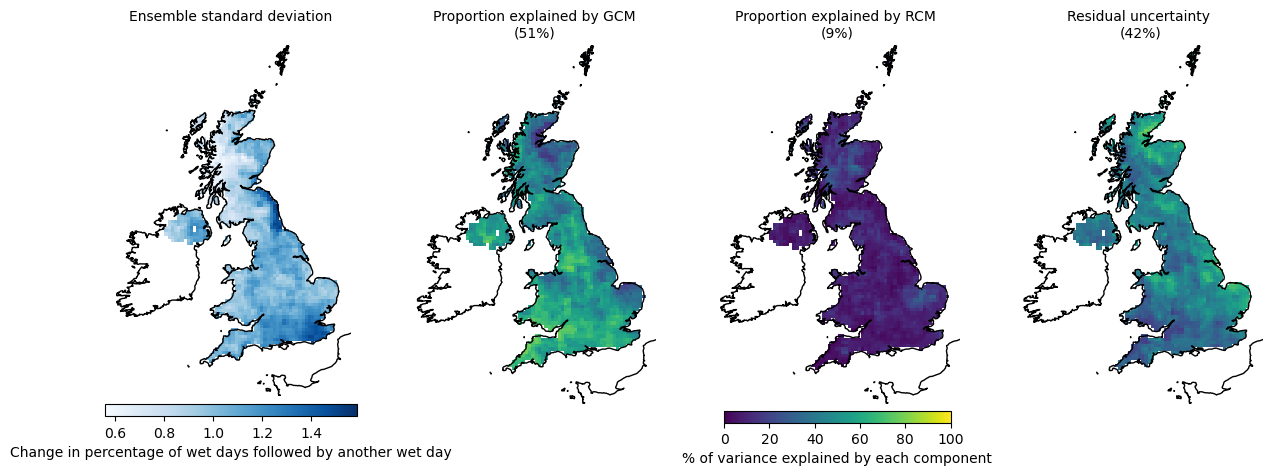 Ensemble standard deviation
Proportion explained by GCM
(51%)
Proportion explained by RCM
(9%)
Residual uncertainty
(42%)
0.6 0.8 1.0 1.2 1.4
Change in percentage of wet days followed by another wet day
0 20 40 60 80 100
% of variance explained by each component